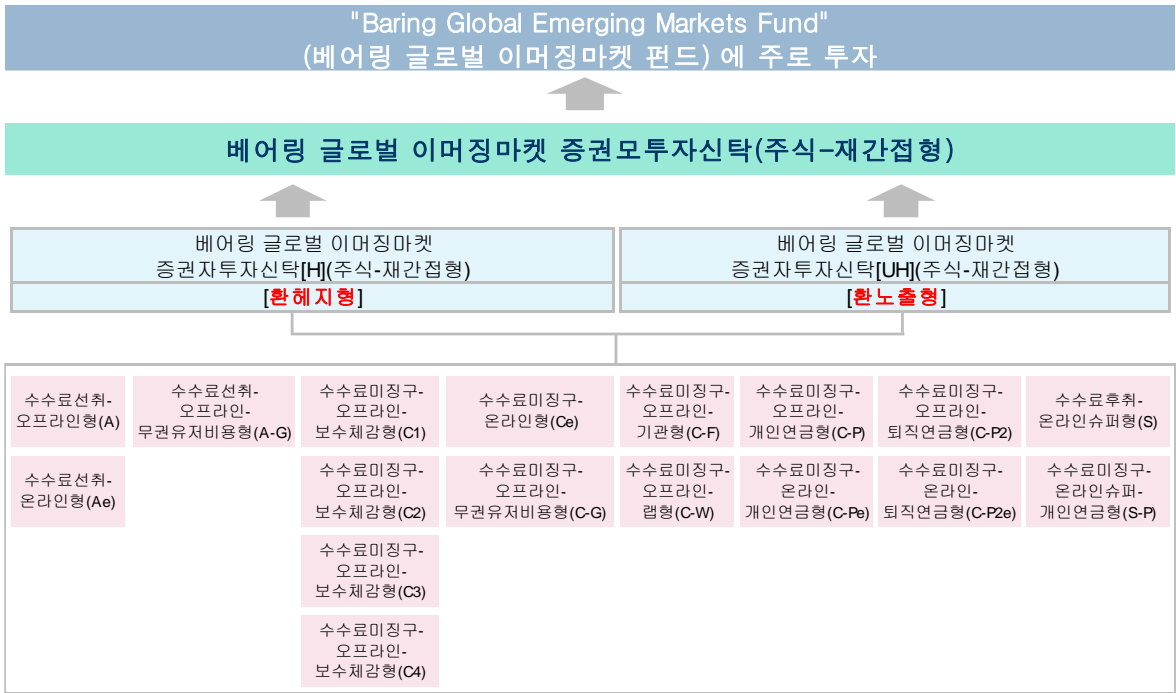 "Baring Global Emerging Markets Fund"
(베어링 글로벌 이머징마켓 펀드) 에 주로 투자
베어링 글로벌 이머징마켓 증권모투자신탁(주식-재간접형)
베어링 글로벌 이머징마켓
증권자투자신탁[H](주식-재간접형)
[환헤지형]
베어링 글로벌 이머징마켓
증권자투자신탁[UH](주식-재간접형)
[환노출형]
수수료선취-
오프라인형(A)
수수료선취-
오프라인-
무권유저비용형(A-G)
수수료미징구-
오프라인-
보수체감형(C1)
수수료미징구-
온라인형(Ce)
수수료미징구-
오프라인-
기관형(C-F)
수수료미징구-
오프라인-
개인연금형(C-P)
수수료미징구-
오프라인-
퇴직연금형(C-P2)
수수료후취-
온라인슈퍼형(S)
수수료선취-
온라인형(Ae)
수수료미징구-
오프라인-
보수체감형(C2)
수수료미징구-
오프라인-
무권유저비용형(C-G)
수수료미징구-
오프라인-
랩형(C-W)
수수료미징구-
온라인-
개인연금형(C-Pe)
수수료미징구-
온라인-
퇴직연금형(C-P2e)
수수료미징구-
온라인슈퍼-
개인연금형(S-P)
수수료미징구-
오프라인-
보수체감형(C3)
수수료미징구-
오프라인-
보수체감형(C4)